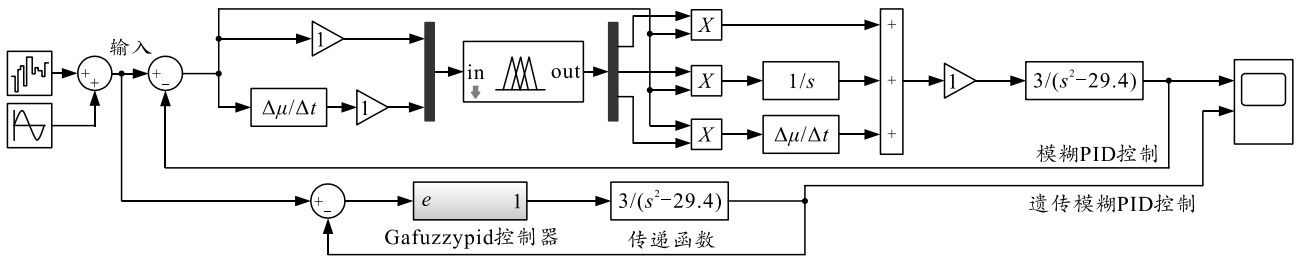 输入
+ +
+ −
1
Δμ/Δt
1
in out
X
X
X
1/s
Δμ/Δt
+
+
+
1
3/(s²−29.4)
模糊PID控制
+ −
e 1
Gafuzzypid控制器
3/(s²−29.4)
传递函数
遗传模糊PID控制